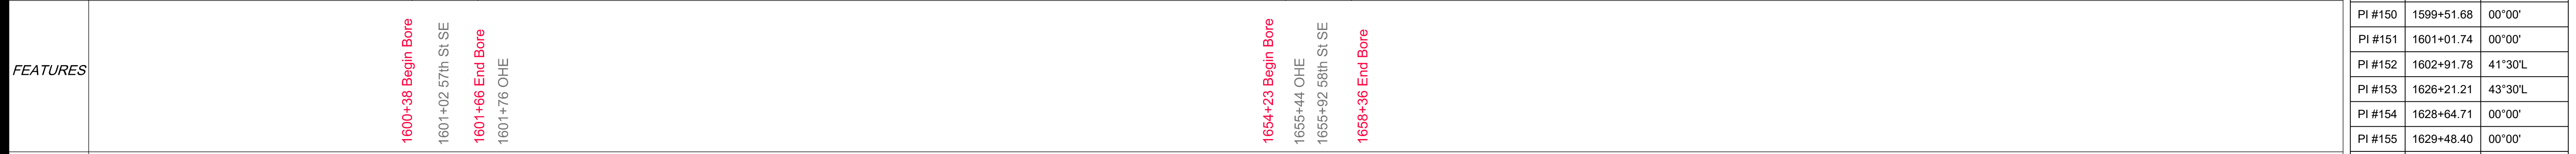 FEATURES
1600+38 Begin Bore
1601+02 57th St SE
1601+66 End Bore
1601+76 OHE
1654+23 Begin Bore
1655+44 OHE
1655+92 58th St SE
1658+36 End Bore
PI #150 1599+51.68 00°00'
PI #151 1601+01.74 00°00'
PI #152 1602+91.78 41°30'L
PI #153 1626+21.21 43°30'L
PI #154 1628+64.71 00°00'
PI #155 1629+48.40 00°00'